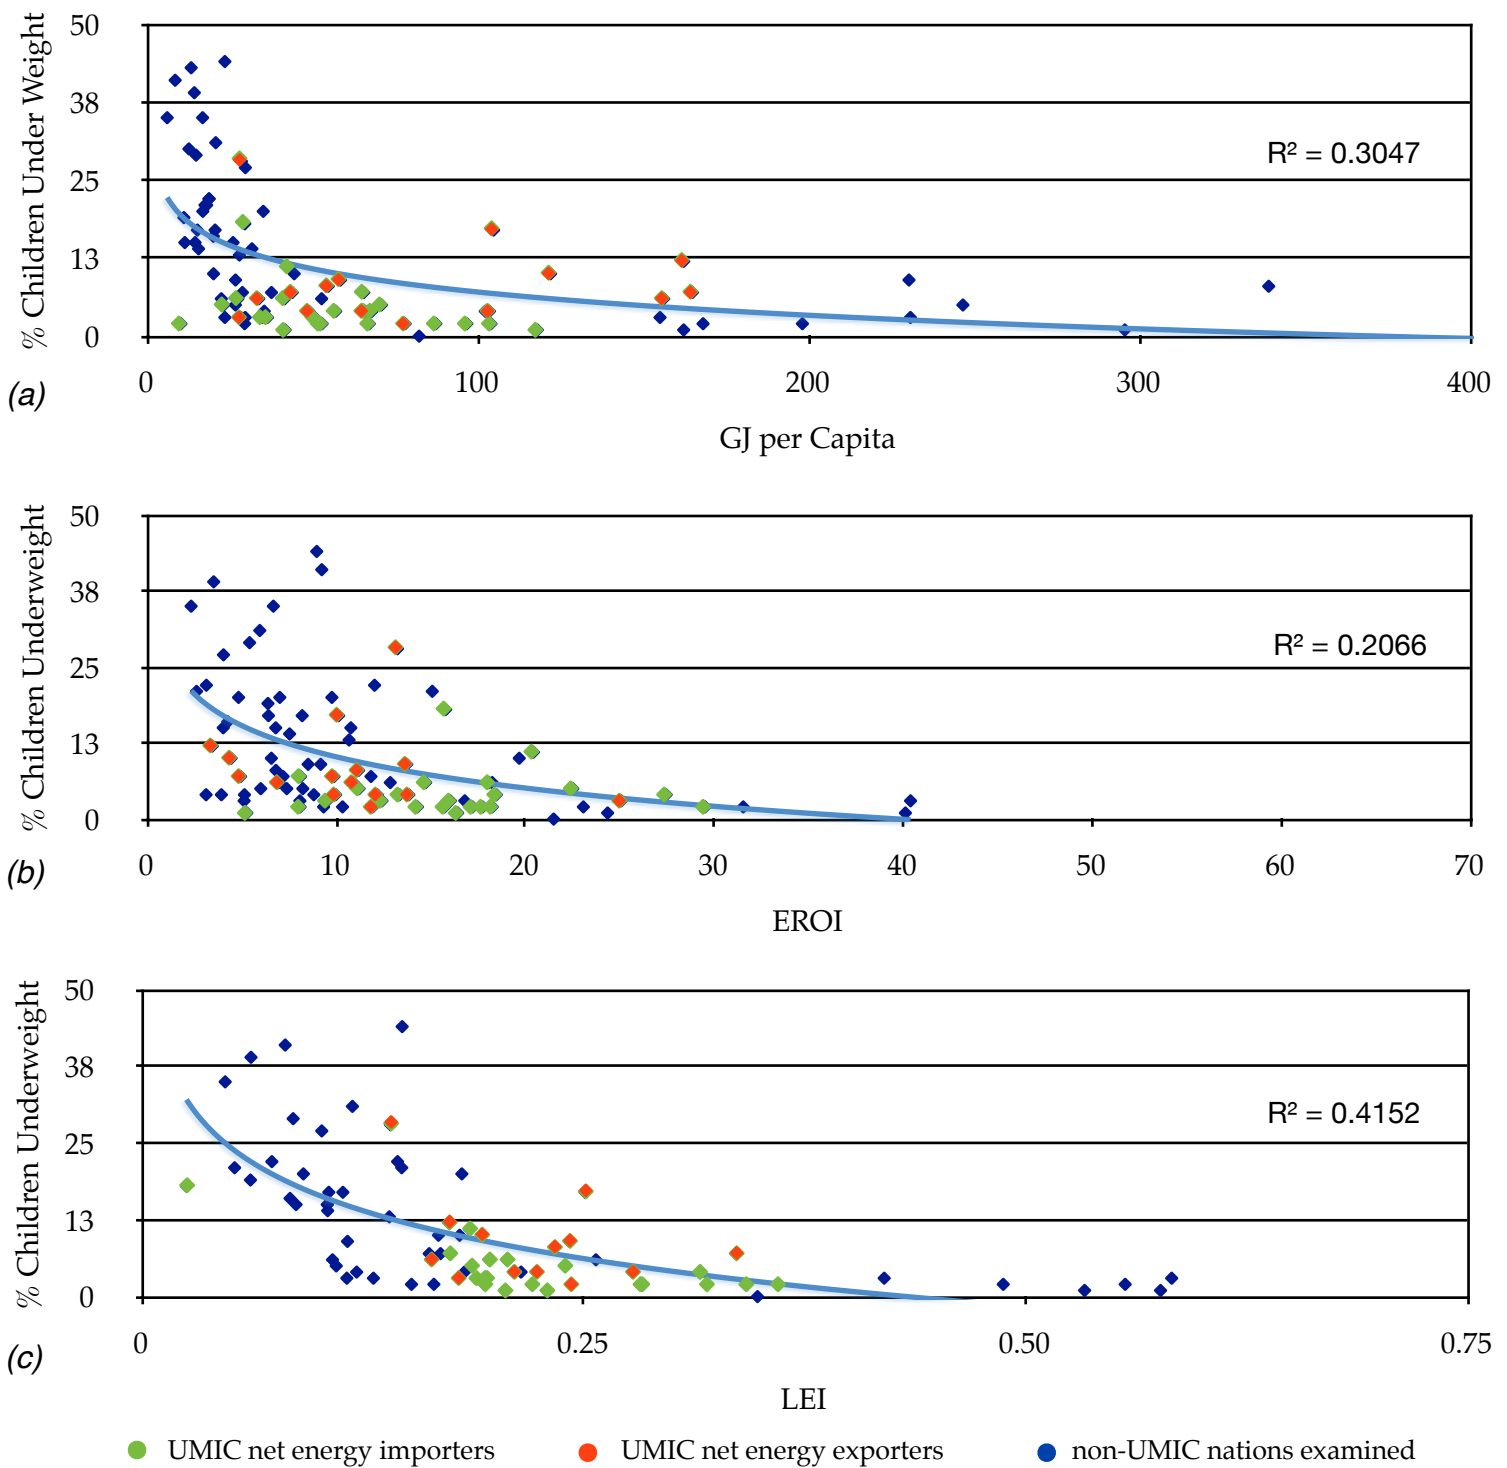 % Children Under Weight
50
38
25
13
0
R² = 0.3047
0 100 200 300 400
(a)
GJ per Capita
% Children Underweight
50
38
25
13
0
R² = 0.2066
0 10 20 30 40 50 60 70
(b)
EROI
% Children Underweight
50
38
25
13
0
R² = 0.4152
0 0.25 0.50 0.75
(c)
LEI
UMIC net energy importers UMIC net energy exporters non-UMIC nations examined